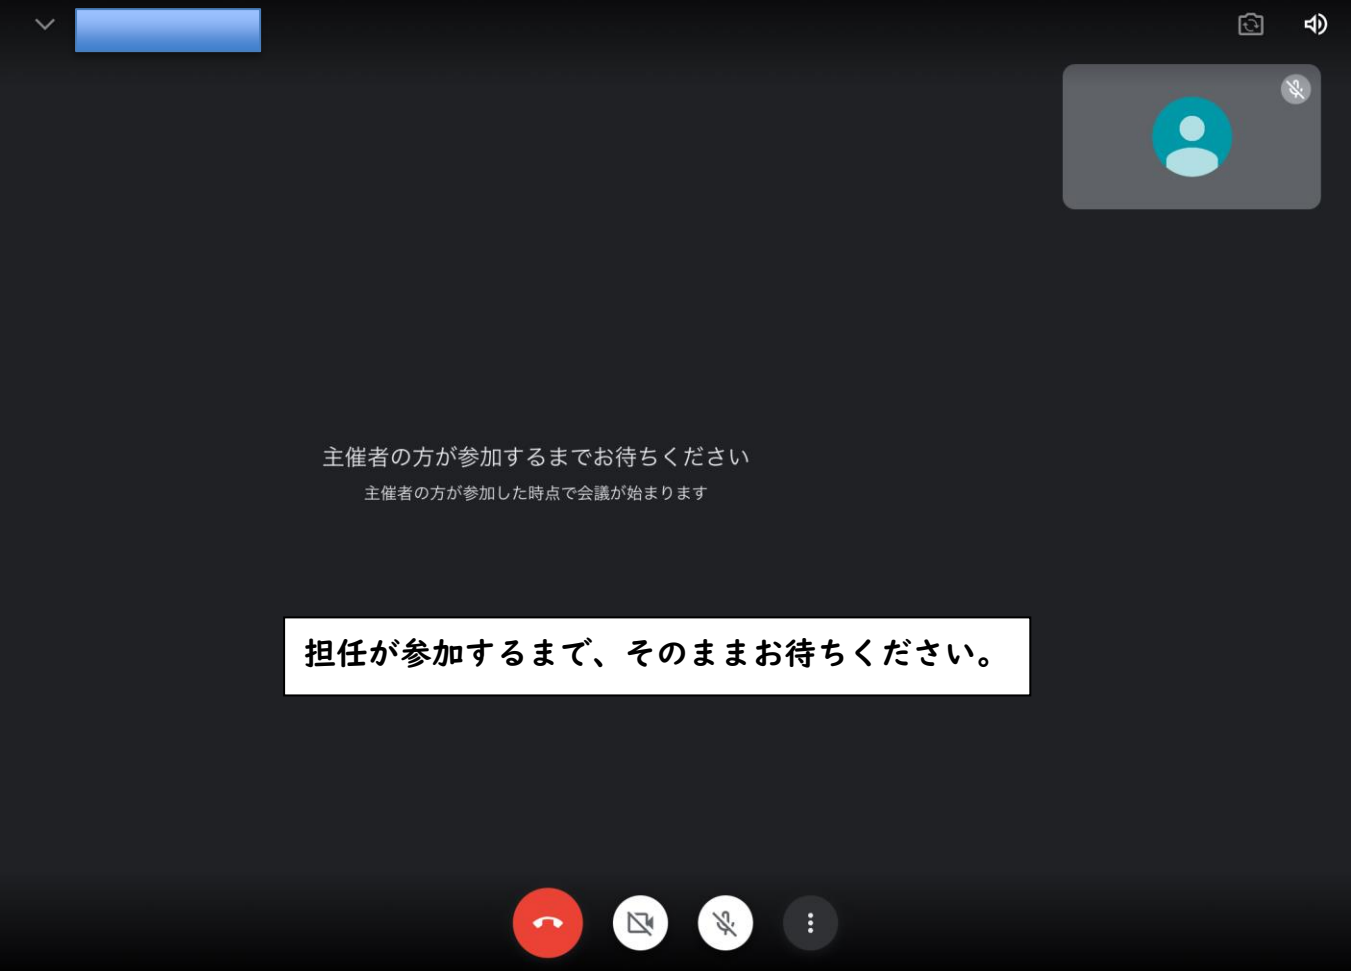 主催者の方が参加するまでお待ちください
主催者の方が参加した時点で会議が始まります
担任が参加するまで、そのままお待ちください。